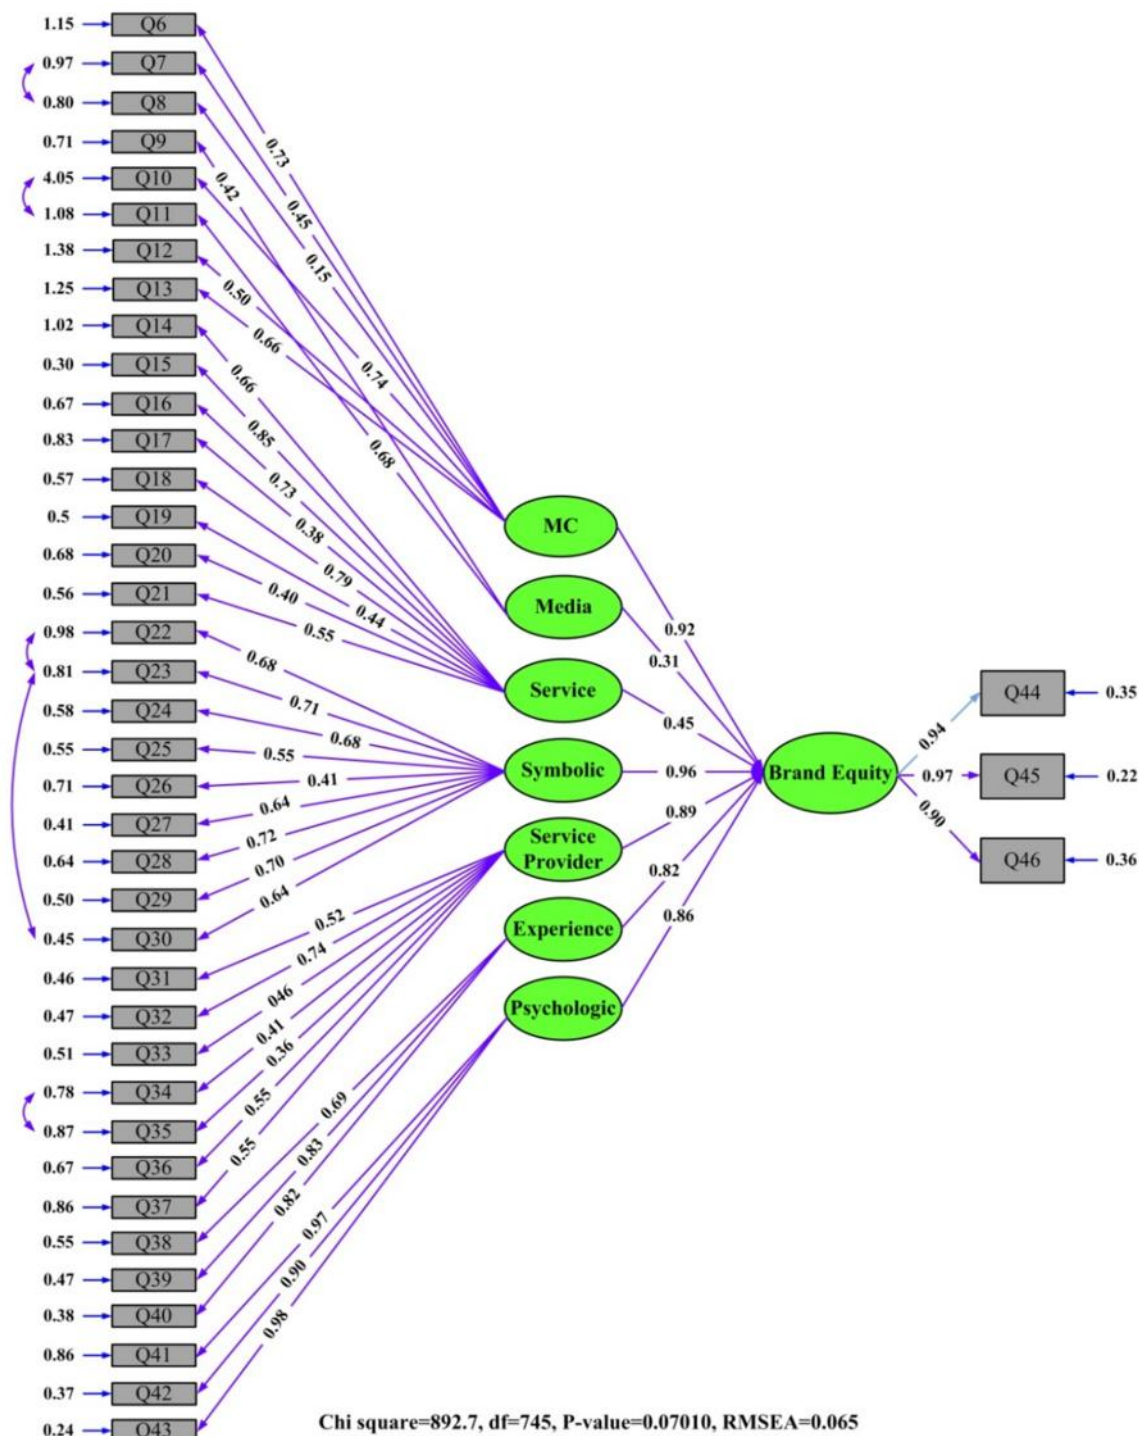 1.15 Q6
0.97 Q7
0.80 Q8
0.71 Q9
4.05 Q10
1.08 Q11
1.38 Q12
1.25 Q13
1.02 Q14
0.30 Q15
0.67 Q16
0.83 Q17
0.57 Q18
0.5 Q19
0.68 Q20
0.56 Q21
0.98 Q22
0.81 Q23
0.58 Q24
0.55 Q25
0.71 Q26
0.41 Q27
0.64 Q28
0.50 Q29
0.45 Q30
0.46 Q31
0.47 Q32
0.51 Q33
0.78 Q34
0.87 Q35
0.67 Q36
0.86 Q37
0.55 Q38
0.47 Q39
0.38 Q40
0.86 Q41
0.37 Q42
0.24 Q43
0.73
0.42
0.45
0.15
0.50
0.66
0.74
0.68
0.66
0.85
0.73
0.38
0.79
0.44
0.40
0.55
0.68
0.71
0.68
0.55
0.41
0.64
0.72
0.70
0.64
0.52
0.74
046
0.41
0.36
0.55
0.55
0.69
0.83
0.82
0.97
0.90
0.98
MC
Media
Service
Symbolic
Service
Provider
Experience
Psychologic
0.92
0.31
0.45
0.96
0.89
0.82
0.86
Brand Equity
0.94
0.97
0.90
Q44 0.35
Q45 0.22
Q46 0.36
Chi square=892.7, df=745, P-value=0.07010, RMSEA=0.065